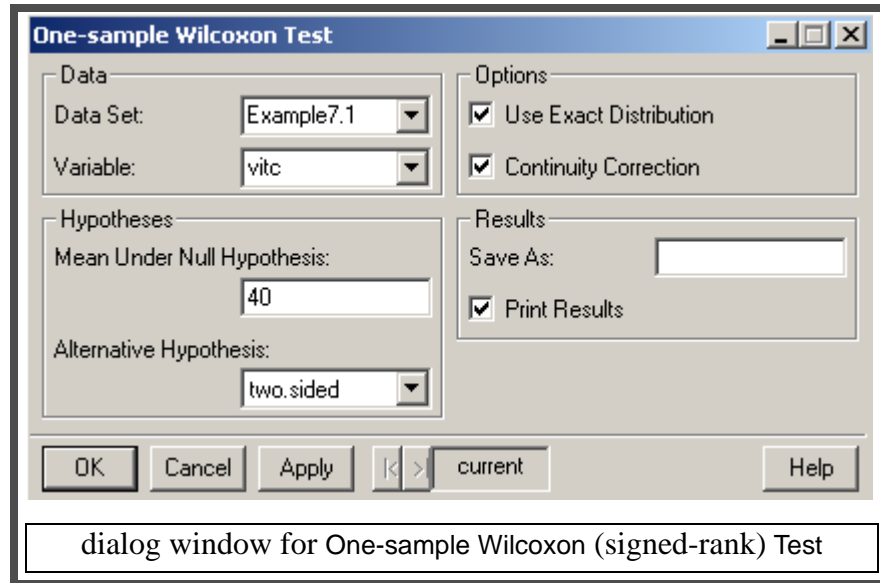 One-sample Wilcoxon Test
Data
Data Set: Example7.1
Variable: vitc
Hypotheses
Mean Under Null Hypothesis:
40
Alternative Hypothesis:
two.sided
Options
Use Exact Distribution
Continuity Correction
Results
Save As:
Print Results
OK Cancel Apply |< >| current Help
dialog window for One-sample Wilcoxon (signed-rank) Test